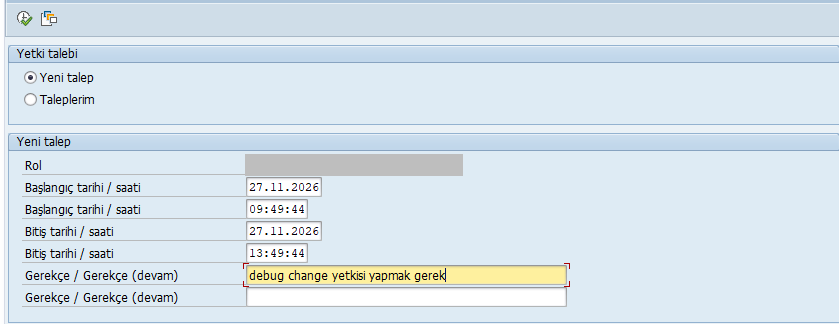 Yetki talebi
Yeni talep
Taleplerim
Yeni talep
Rol
Başlangıç tarihi / saati 27.11.2026
Başlangıç tarihi / saati 09:49:44
Bitiş tarihi / saati 27.11.2026
Bitiş tarihi / saati 13:49:44
Gerekçe / Gerekçe (devam) debug change yetkisi yapmak gerek
Gerekçe / Gerekçe (devam)